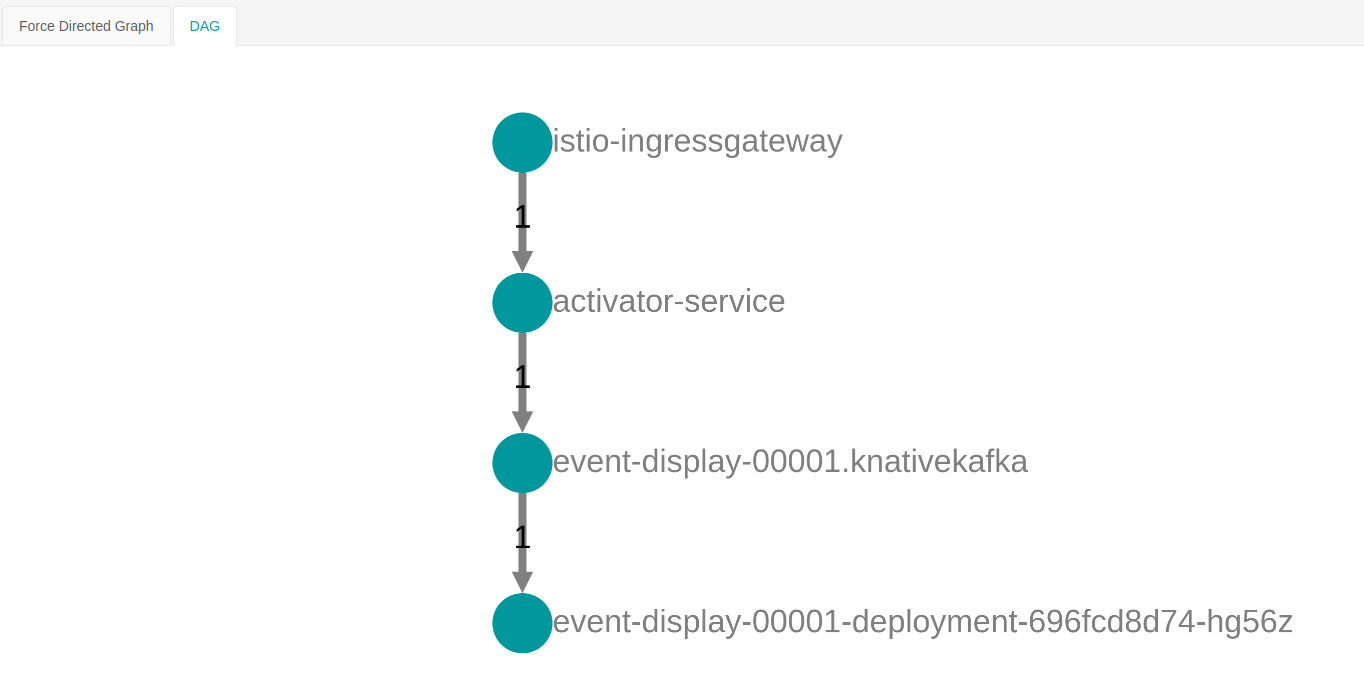 Force Directed Graph
DAG
istio-ingressgateway
1
activator-service
1
event-display-00001.knativekafka
1
event-display-00001-deployment-696fcd8d74-hg56z